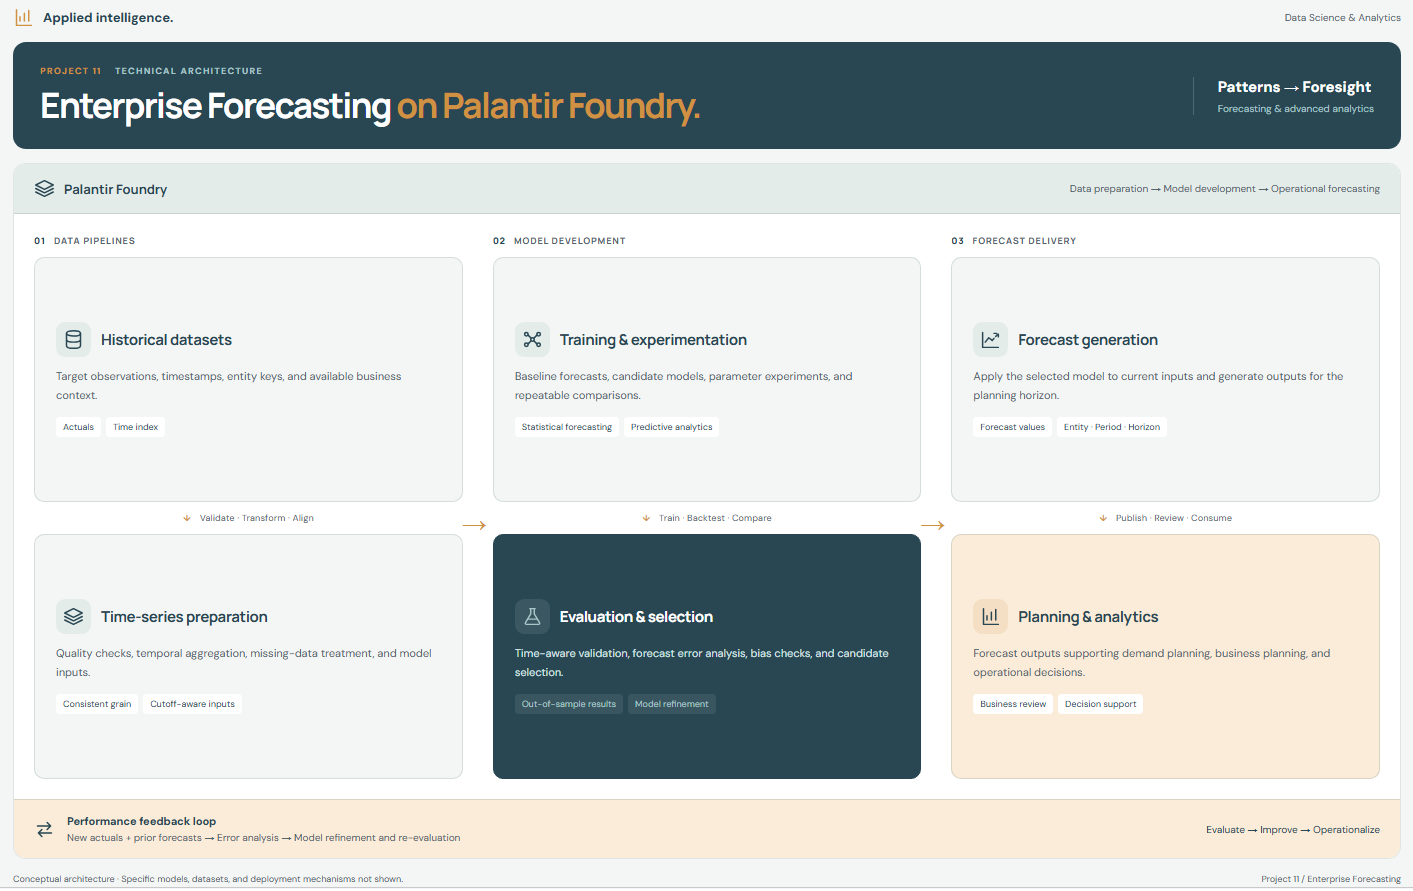 Applied intelligence.
Data Science & Analytics
PROJECT 11 TECHNICAL ARCHITECTURE
Enterprise Forecasting on Palantir Foundry.
Patterns → Foresight
Forecasting & advanced analytics
Palantir Foundry
Data preparation → Model development → Operational forecasting
01 DATA PIPELINES
Historical datasets
Target observations, timestamps, entity keys, and available business
context.
Actuals
Time index
↓ Validate · Transform · Align
Time-series preparation
Quality checks, temporal aggregation, missing-data treatment, and model
inputs.
Consistent grain
Cutoff-aware inputs
02 MODEL DEVELOPMENT
Training & experimentation
Baseline forecasts, candidate models, parameter experiments, and
repeatable comparisons.
Statistical forecasting
Predictive analytics
↓ Train · Backtest · Compare
Evaluation & selection
Time-aware validation, forecast error analysis, bias checks, and candidate
selection.
Out-of-sample results
Model refinement
03 FORECAST DELIVERY
Forecast generation
Apply the selected model to current inputs and generate outputs for the
planning horizon.
Forecast values
Entity · Period · Horizon
↓ Publish · Review · Consume
Planning & analytics
Forecast outputs supporting demand planning, business planning, and
operational decisions.
Business review
Decision support
Performance feedback loop
New actuals + prior forecasts → Error analysis → Model refinement and re-evaluation
Evaluate → Improve → Operationalize
Conceptual architecture · Specific models, datasets, and deployment mechanisms not shown.
Project 11 / Enterprise Forecasting